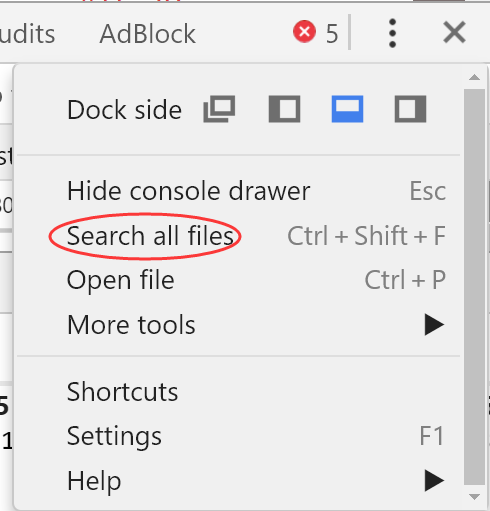 udits AdBlock 5
Dock side
Hide console drawer Esc
Search all files Ctrl + Shift + F
Open file Ctrl + P
More tools
Shortcuts
Settings F1
Help